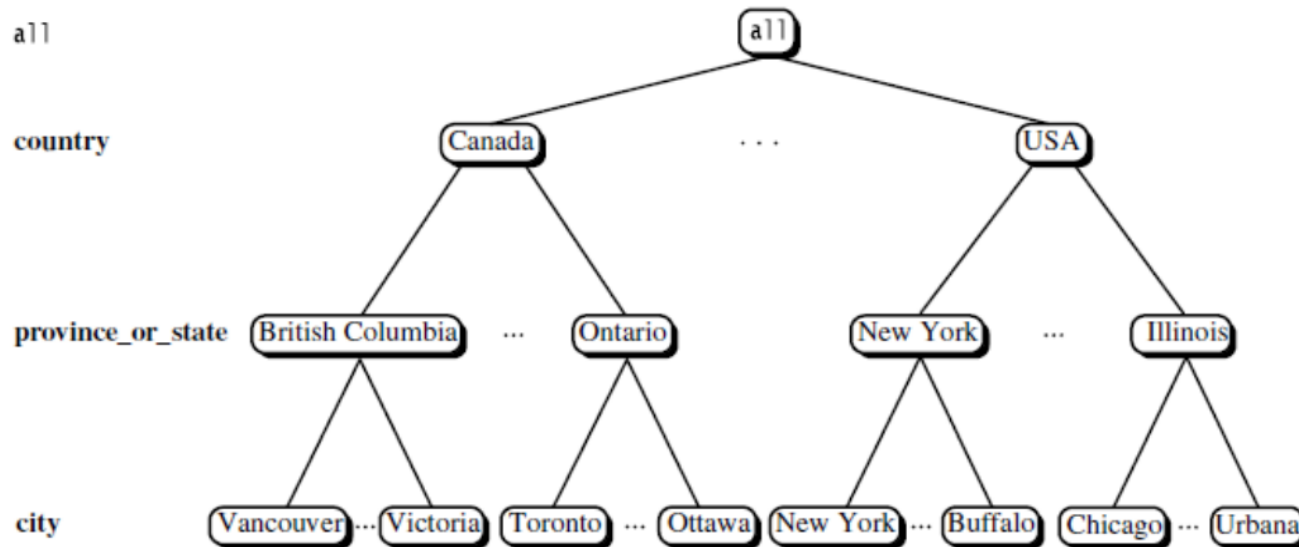 all all
country Canada ... USA
province_or_state British Columbia ... Ontario New York ... Illinois
city Vancouver ... Victoria Toronto ... Ottawa New York ... Buffalo Chicago ... Urbana